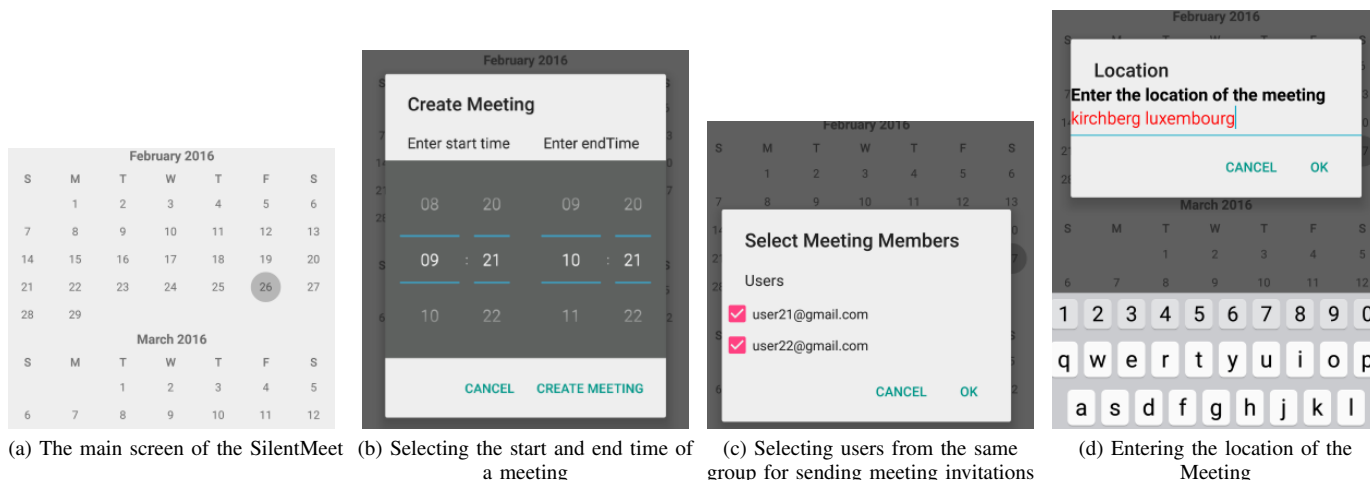 February 2016
S M T W T F S
1 2 3 4 5 6
7 8 9 10 11 12 13
14 15 16 17 18 19 20
21 22 23 24 25 26 27
28 29
March 2016
S M T W T F S
1 2 3 4 5
6 7 8 9 10 11 12
(a) The main screen of the SilentMeet
February 2016
Create Meeting
Enter start time Enter endTime
08 20 09 20
09 : 21 10 : 21
10 22 11 22
CANCEL CREATE MEETING
(b) Selecting the start and end time of
a meeting
February 2016
S M T W T F S
1 2 3 4 5 6
7 8 9 10 11 12 13
Select Meeting Members
Users
user21@gmail.com
user22@gmail.com
CANCEL OK
(c) Selecting users from the same
group for sending meeting invitations
February 2016
Location
Enter the location of the meeting
kirchberg luxembourg
CANCEL OK
March 2016
S M T W T F S
1 2 3 4 5
6 7 8 9 10 11 12
1 2 3 4 5 6 7 8 9 0
q w e r t y u i o p
a s d f g h j k l
(d) Entering the location of the
Meeting